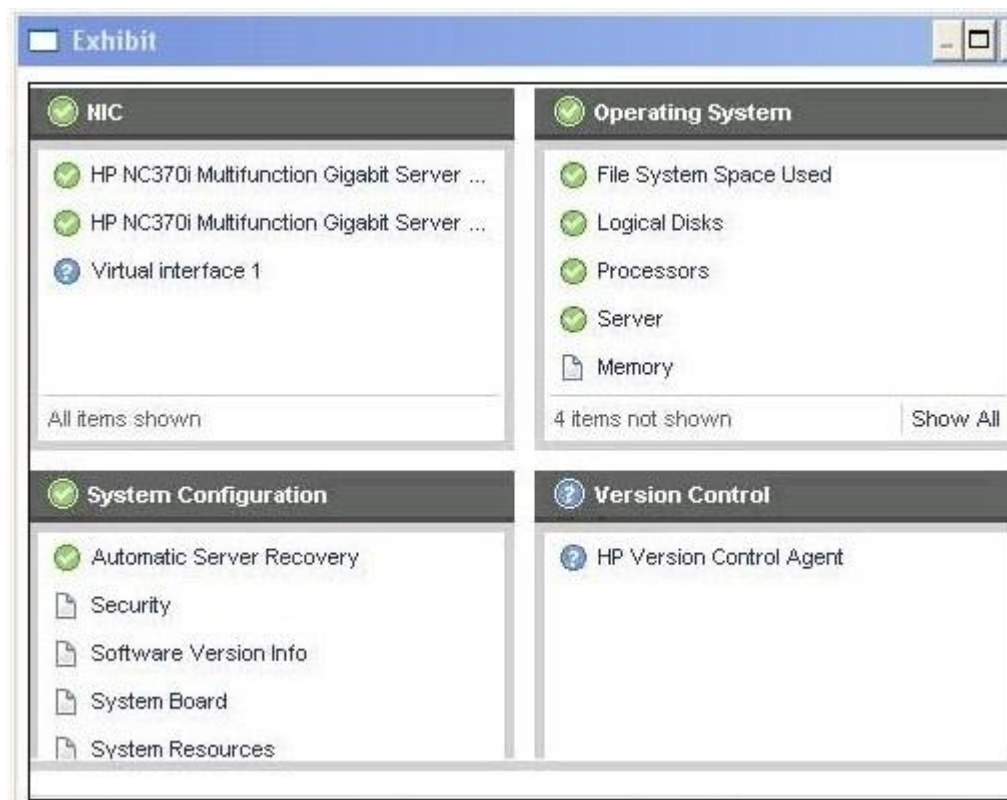 Exhibit
NIC
HP NC370i Multifunction Gigabit Server ...
HP NC370i Multifunction Gigabit Server ...
Virtual interface 1
All items shown
Operating System
File System Space Used
Logical Disks
Processors
Server
Memory
4 items not shown
Show All
System Configuration
Automatic Server Recovery
Security
Software Version Info
System Board
System Resources
Version Control
HP Version Control Agent